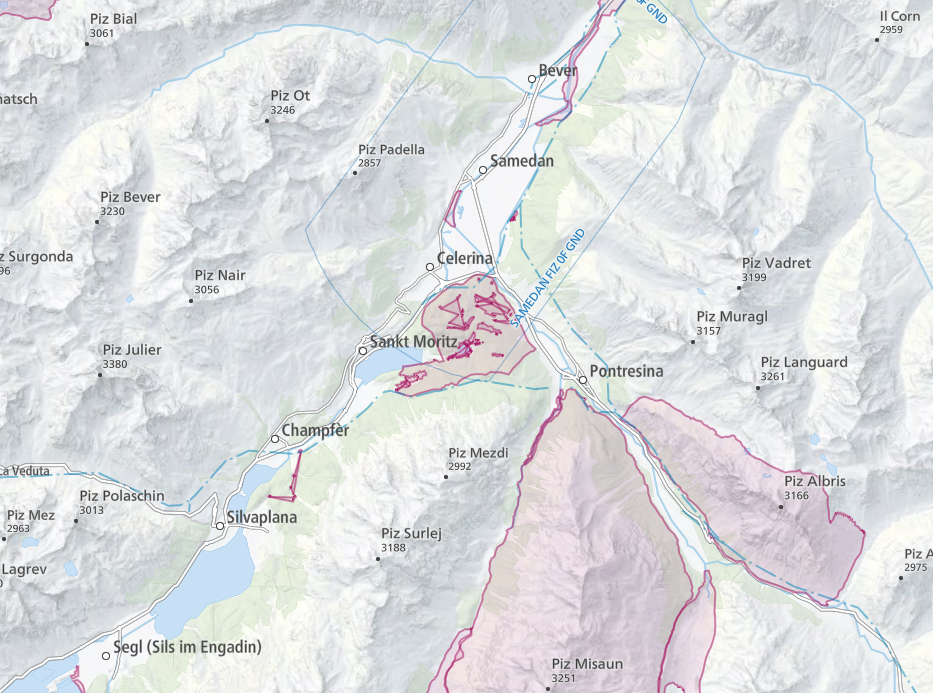 Piz Bial
3061
OF GND
Il Corn
2959
Bever
natsch
Piz Ot
3246
Piz Padella
2857
Samedan
Piz Bever
3230
z Surgonda
96
Celerina
Piz Nair
3056
SAMEDAN FIZ 0F GND
Piz Vadret
3199
Piz Muragl
3157
Sankt Moritz
Piz Julier
3380
Piz Languard
3261
Pontresina
Champfèr
Piz Mezdi
2992
La Veduta
Piz Albris
3166
Piz Polaschin
3013
Piz Mez
2963
Silvaplana
Piz Surlej
3188
Piz A
2975
Lagrev
0
Segl (Sils im Engadin)
Piz Misaun
3251